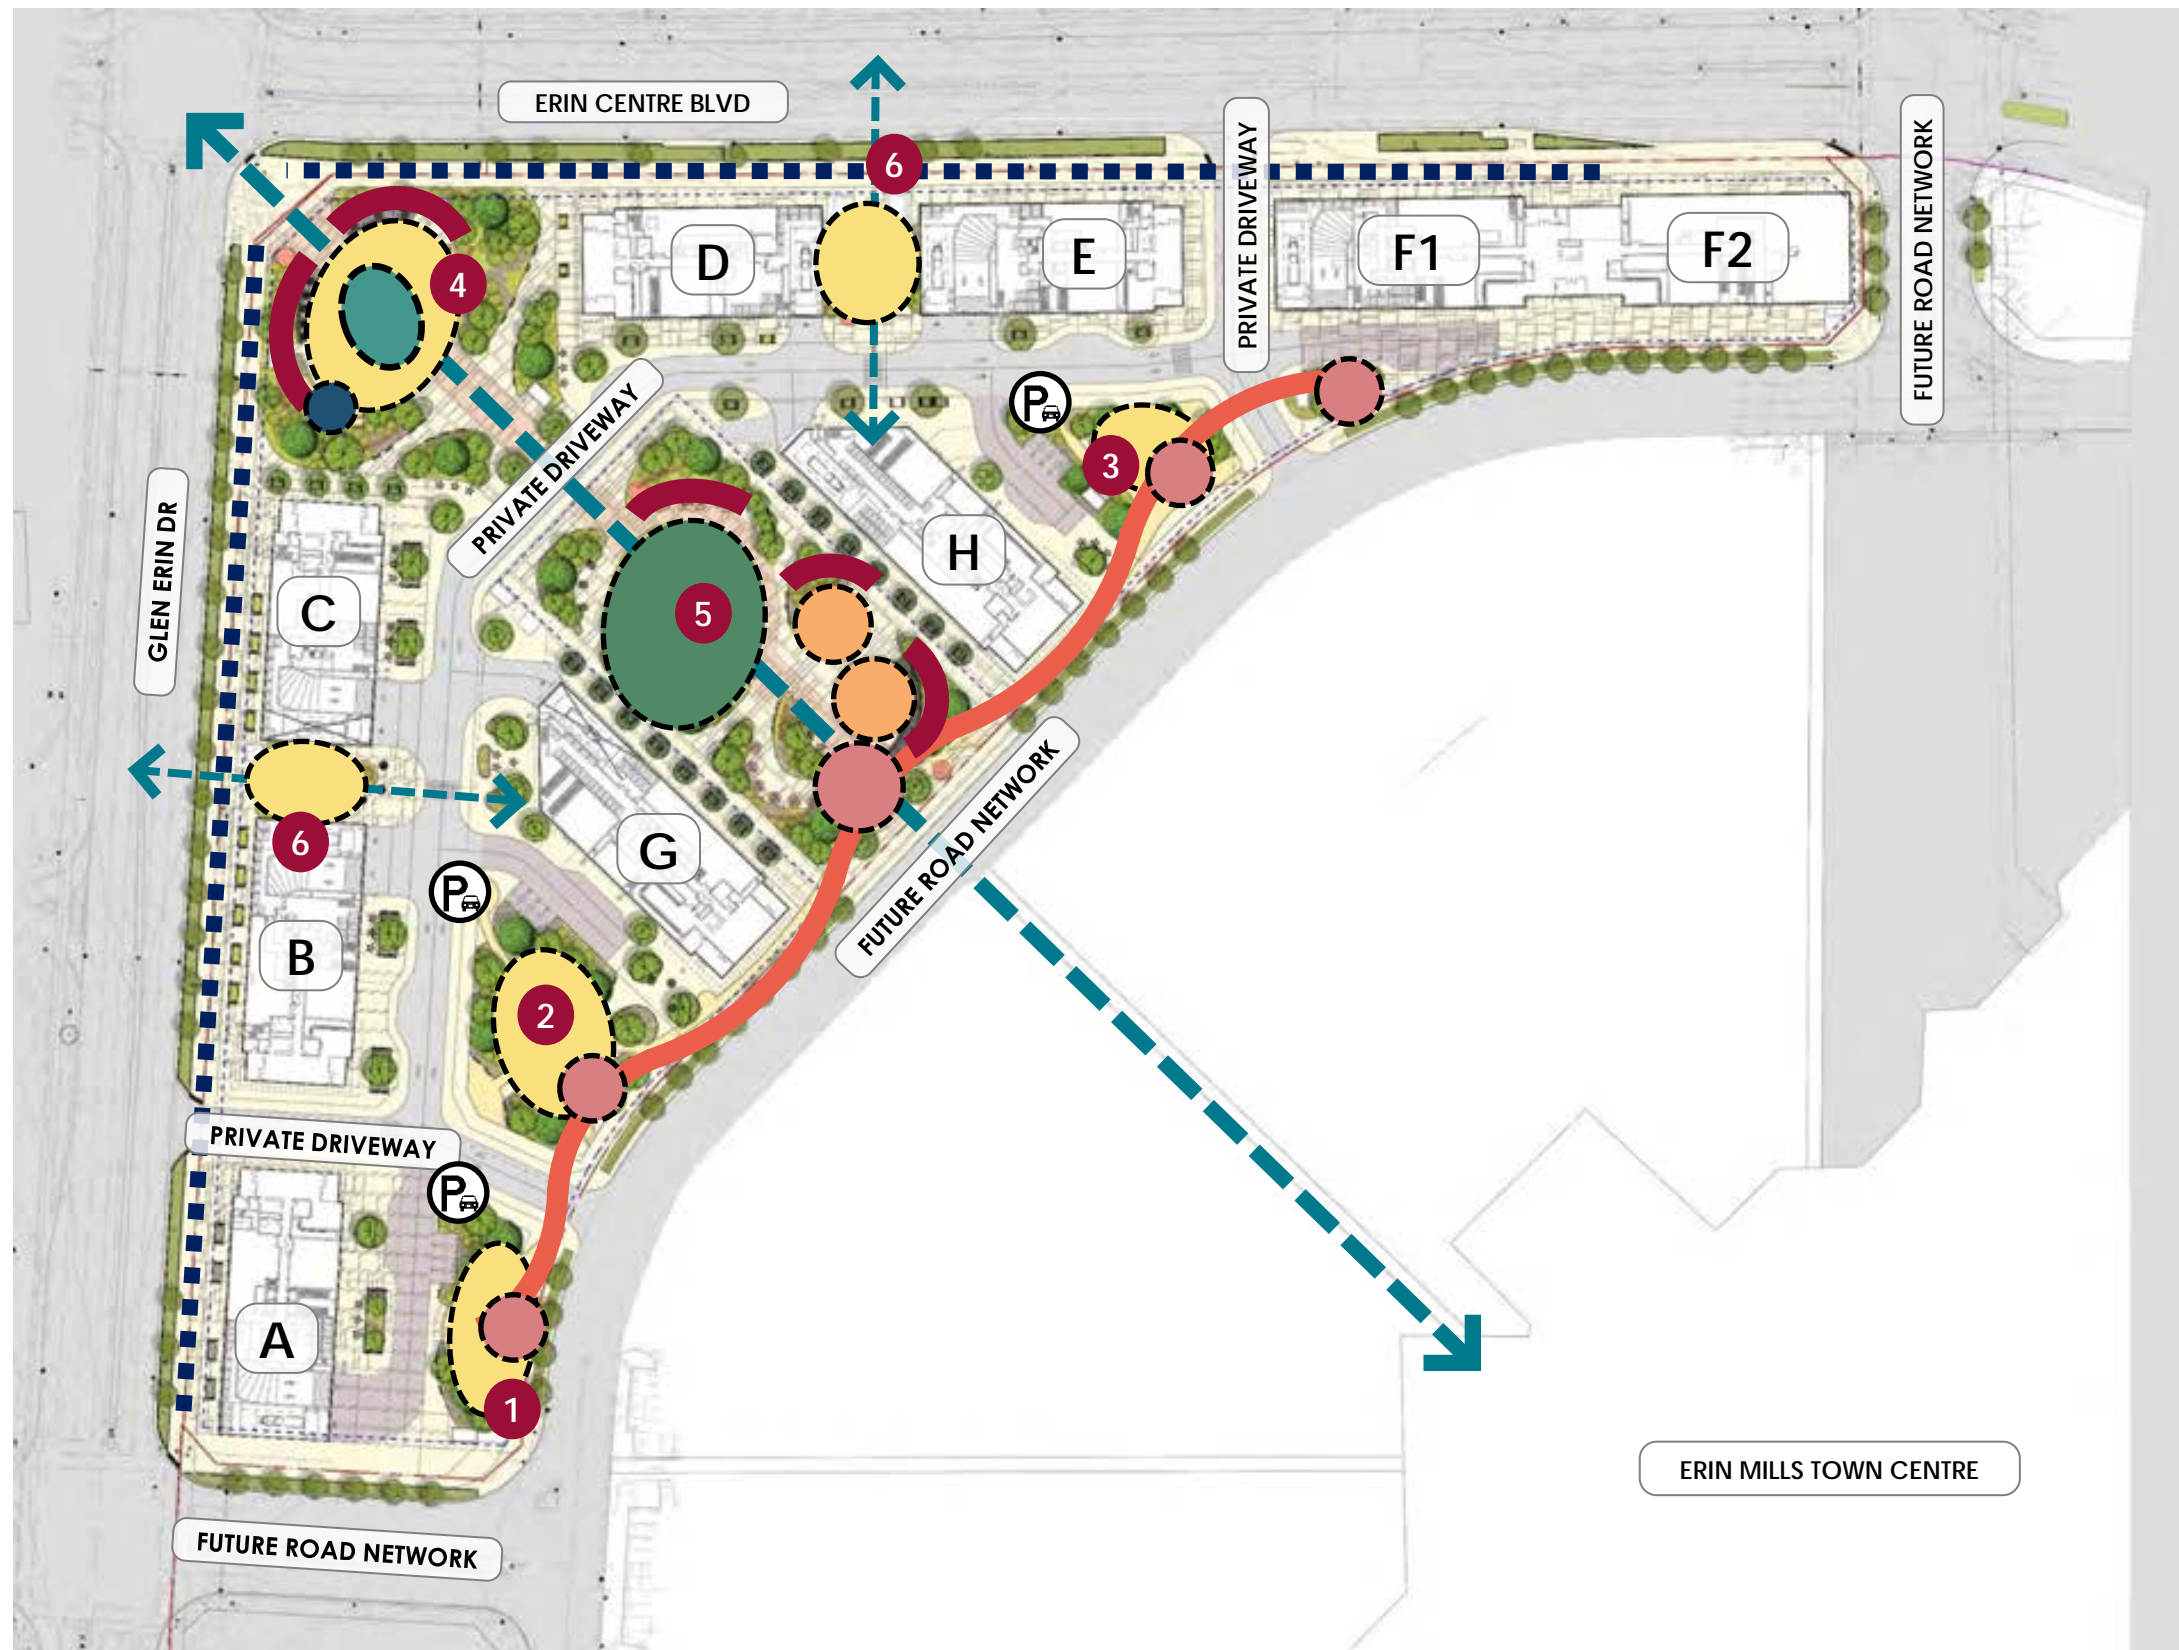 ERIN CENTRE BLVD
6
PRIVATE DRIVEWAY
FUTURE ROAD NETWORK
D
E
F1
F2
4
P
3
PRIVATE DRIVEWAY
GLEN ERIN DR
C
5
H
6
G
P
FUTURE ROAD NETWORK
B
2
PRIVATE DRIVEWAY
P
A
1
ERIN MILLS TOWN CENTRE
FUTURE ROAD NETWORK